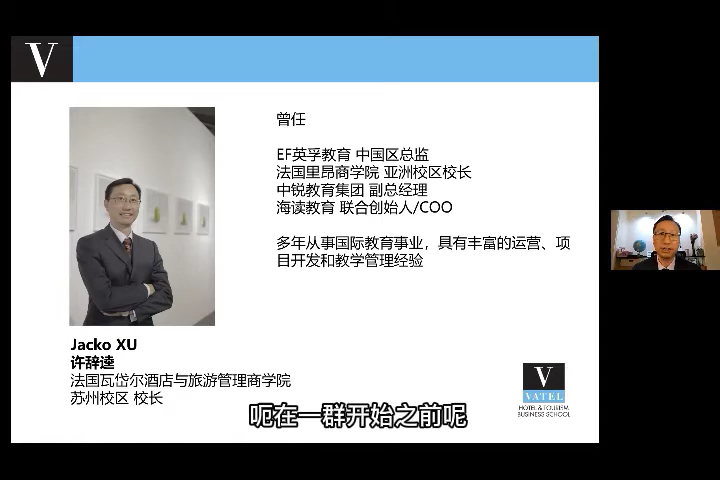 V
曾任
EF英孚教育 中国区总监
法国里昂商学院 亚洲校区校长
中锐教育集团 副总经理
海读教育 联合创始人/COO
多年从事国际教育事业，具有丰富的运营、项
目开发和教学管理经验
Jacko XU
许辞逵
法国瓦岱尔酒店与旅游管理商学院
苏州校区 校长
V
VATEL
HOTEL & TOURISM
BUSINESS SCHOOL
呃在一群开始之前呢